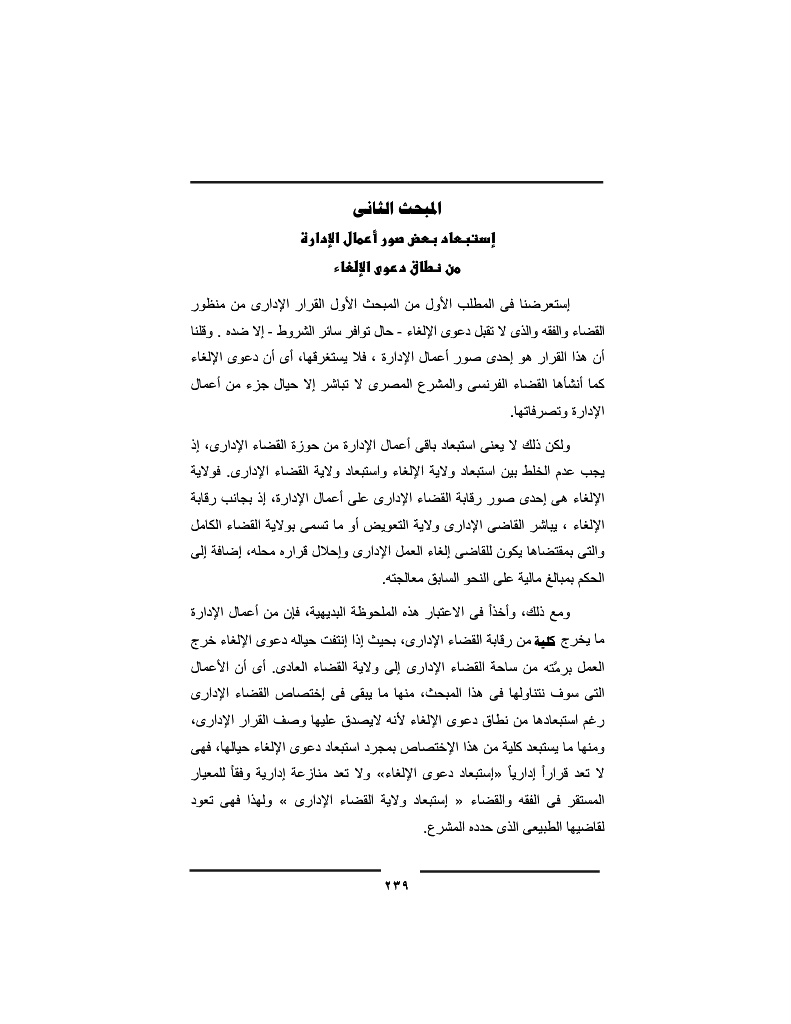 المبحث الثانى
إستبعاد بعض صور أعمال الإدارة
من نطاق دعوى الإلغاء
إستعرضنا فى المطلب الأول من المبحث الأول القرار الإدارى من منظور
القضاء والفقه والذى لا تقبل دعوى الإلغاء - حال توافر سائر الشروط - إلا ضده . وقلنا
أن هذا القرار هو إحدى صور أعمال الإدارة ، فلا يستغرقها، أى أن دعوى الإلغاء
كما أنشأها القضاء الفرنسى والمشرع المصرى لا تباشر إلا حيال جزء من أعمال
الإدارة وتصرفاتها.
ولكن ذلك لا يعنى استبعاد باقى أعمال الإدارة من حوزة القضاء الإدارى، إذ
يجب عدم الخلط بين استبعاد ولاية الإلغاء واستبعاد ولاية القضاء الإدارى. فولاية
الإلغاء هى إحدى صور رقابة القضاء الإدارى على أعمال الإدارة، إذ بجانب رقابة
الإلغاء ، يباشر القاضى الإدارى ولاية التعويض أو ما تسمى بولاية القضاء الكامل
والتى بمقتضاها يكون للقاضى إلغاء العمل الإدارى وإحلال قراره محله، إضافة إلى
الحكم بمبالغ مالية على النحو السابق معالجته.
ومع ذلك، وأخذاً فى الاعتبار هذه الملحوظة البديهية، فإن من أعمال الإدارة
ما يخرج كلية من رقابة القضاء الإدارى، بحيث إذا إنتفت حياله دعوى الإلغاء خرج
العمل برمَّته من ساحة القضاء الإدارى إلى ولاية القضاء العادى. أى أن الأعمال
التى سوف نتناولها فى هذا المبحث، منها ما يبقى فى إختصاص القضاء الإدارى
رغم استبعادها من نطاق دعوى الإلغاء لأنه لايصدق عليها وصف القرار الإدارى،
ومنها ما يستبعد كلية من هذا الإختصاص بمجرد استبعاد دعوى الإلغاء حيالها، فهى
لا تعد قراراً إدارياً «إستبعاد دعوى الإلغاء» ولا تعد منازعة إدارية وفقاً للمعيار
المستقر فى الفقه والقضاء « إستبعاد ولاية القضاء الإدارى » ولهذا فهى تعود
لقاضيها الطبيعى الذى حدده المشرع.
٢٣٩